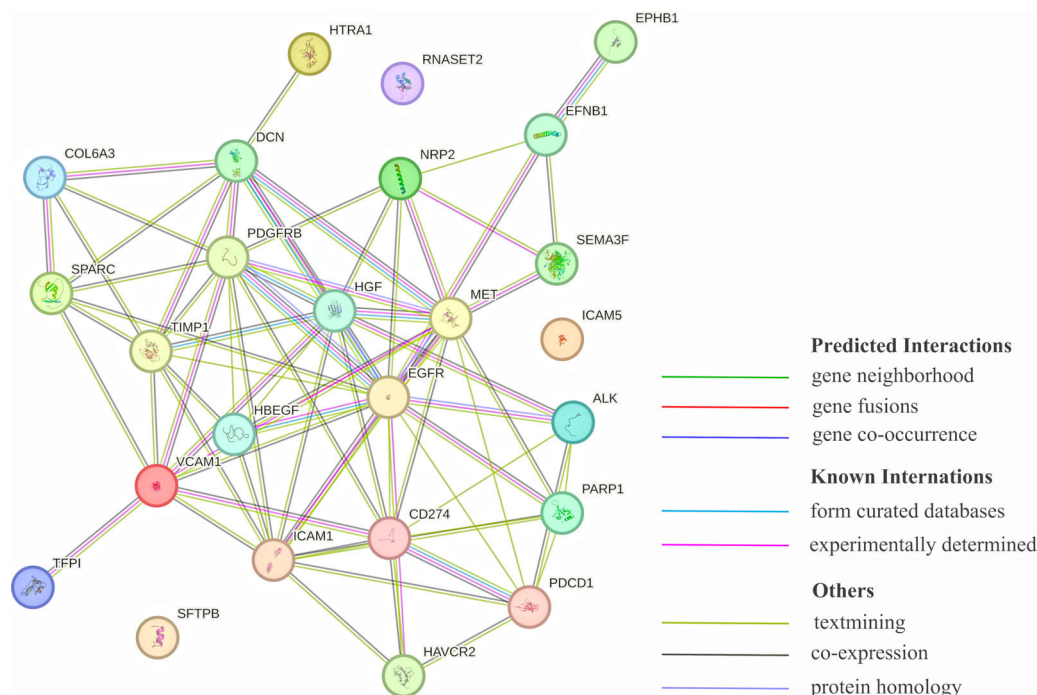 EPHB1
HTRA1
RNASET2
EFNB1
DCN
COL6A3
NRP2
PDGFRB
SEMA3F
SPARC
HGF
MET
ICAM5
TIMP1
EGFR
ALK
HBEGF
VCAM1
PARP1
CD274
ICAM1
TFPI
PDCD1
SFTPB
HAVCR2
Predicted Interactions
gene neighborhood
gene fusions
gene co-occurrence
Known Internations
form curated databases
experimentally determined
Others
textmining
co-expression
protein homology